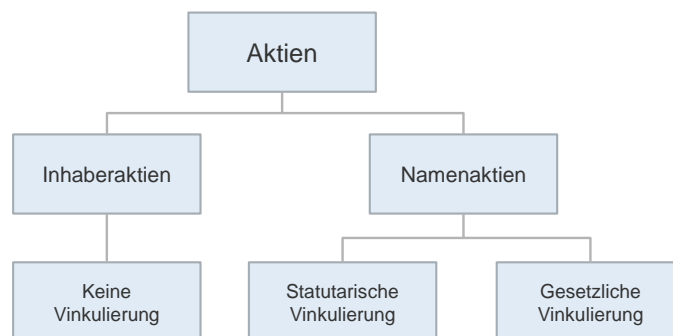 Aktien
Inhaberaktien
Namenaktien
Keine
Vinkulierung
Statutarische
Vinkulierung
Gesetzliche
Vinkulierung